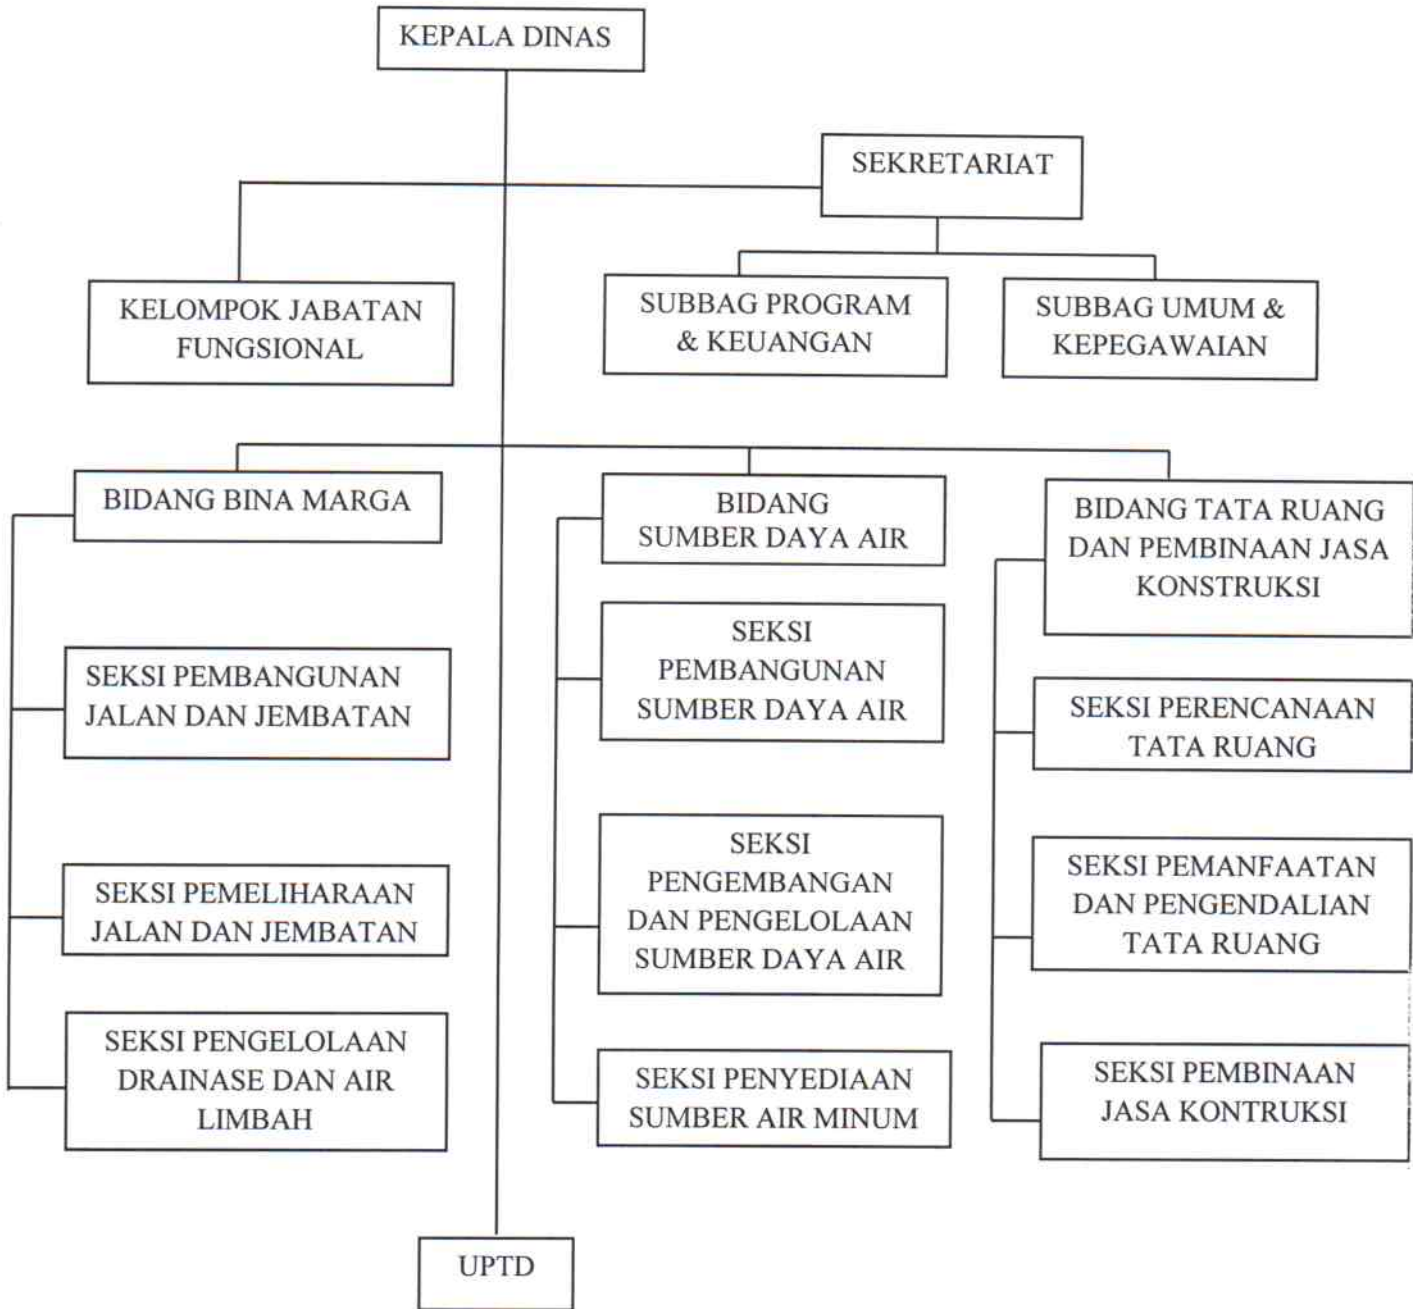 KEPALA DINAS
SEKRETARIAT
KELOMPOK JABATAN
FUNGSIONAL
SUBBAG PROGRAM
& KEUANGAN
SUBBAG UMUM &
KEPEGAWAIAN
BIDANG BINA MARGA
BIDANG
SUMBER DAYA AIR
BIDANG TATA RUANG
DAN PEMBINAAN JASA
KONSTRUKSI
SEKSI PEMBANGUNAN
JALAN DAN JEMBATAN
SEKSI
PEMBANGUNAN
SUMBER DAYA AIR
SEKSI PERENCANAAN
TATA RUANG
SEKSI PEMELIHARAAN
JALAN DAN JEMBATAN
SEKSI
PENGEMBANGAN
DAN PENGELOLAAN
SUMBER DAYA AIR
SEKSI PEMANFAATAN
DAN PENGENDALIAN
TATA RUANG
SEKSI PENGELOLAAN
DRAINASE DAN AIR
LIMBAH
SEKSI PENYEDIAAN
SUMBER AIR MINUM
SEKSI PEMBINAAN
JASA KONTRUKSI
UPTD